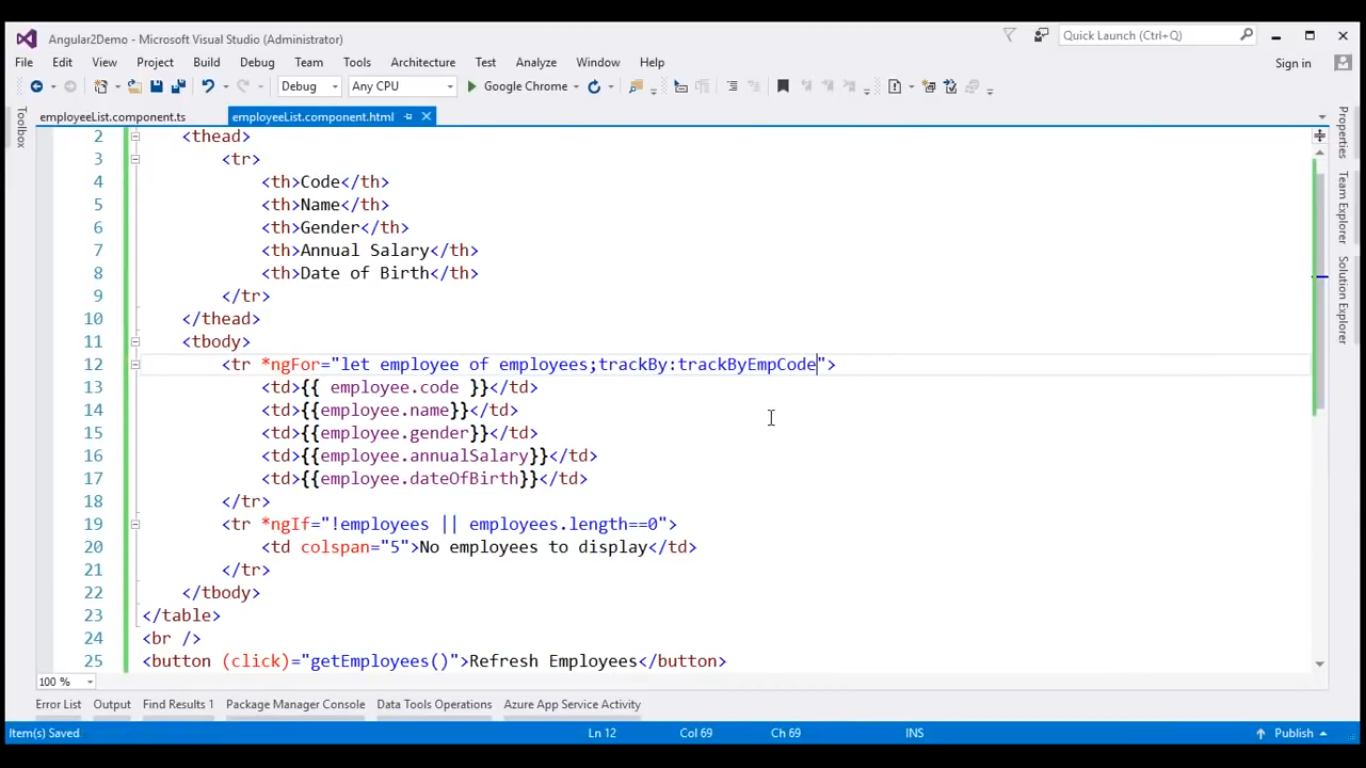 Angular2Demo - Microsoft Visual Studio (Administrator)
Quick Launch (Ctrl+Q)
File Edit View Project Build Debug Team Tools Architecture Test Analyze Window Help
Sign in
Debug Any CPU Google Chrome
employeeList.component.ts employeeList.component.html
Toolbox
Properties
Team Explorer
Solution Explorer
2 <thead>
3 <tr>
4 <th>Code</th>
5 <th>Name</th>
6 <th>Gender</th>
7 <th>Annual Salary</th>
8 <th>Date of Birth</th>
9 </tr>
10 </thead>
11 <tbody>
12 <tr *ngFor="let employee of employees;trackBy:trackByEmpCode">
13 <td>{{ employee.code }}</td>
14 <td>{{employee.name}}</td>
15 <td>{{employee.gender}}</td>
16 <td>{{employee.annualSalary}}</td>
17 <td>{{employee.dateOfBirth}}</td>
18 </tr>
19 <tr *ngIf="!employees || employees.length==0">
20 <td colspan="5">No employees to display</td>
21 </tr>
22 </tbody>
23 </table>
24 <br />
25 <button (click)="getEmployees()">Refresh Employees</button>
100 %
Error List Output Find Results 1 Package Manager Console Data Tools Operations Azure App Service Activity
Item(s) Saved Ln 12 Col 69 Ch 69 INS Publish